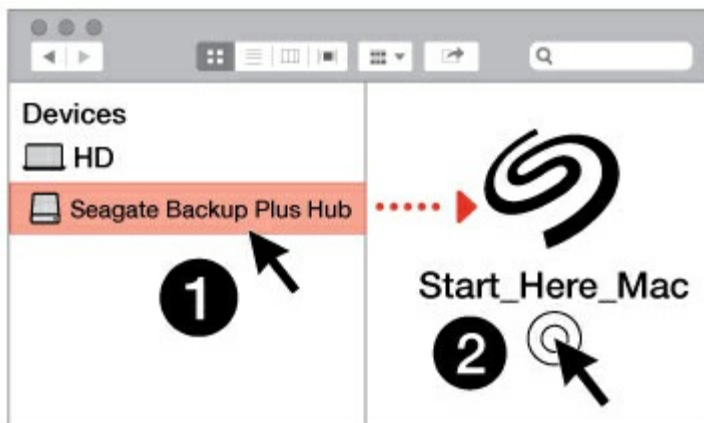 Devices
HD
Seagate Backup Plus Hub
1
Start_Here_Mac
2